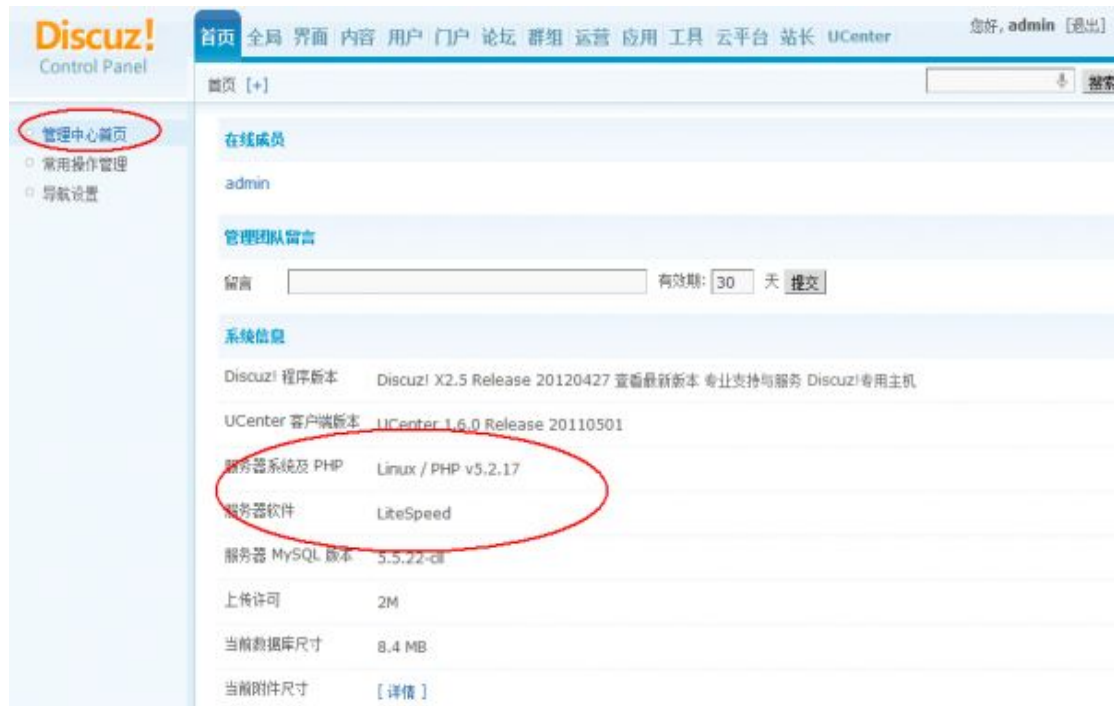 Discuz!
Control Panel
首页 全局 界面 内容 用户 门户 论坛 群组 运营 应用 工具 云平台 站长 UCenter
您好, admin [退出]
首页 [+]
搜索
管理中心首页
常用操作管理
导航设置
在线成员
admin
管理团队留言
留言 有效期: 30 天 提交
系统信息
Discuz! 程序版本 Discuz! X2.5 Release 20120427 查看最新版本 专业支持与服务 Discuz!专用主机
UCenter 客户端版本 UCenter 1.6.0 Release 20110501
服务器系统及 PHP Linux / PHP v5.2.17
服务器软件 LiteSpeed
服务器 MySQL 版本 5.5.22-cll
上传许可 2M
当前数据库尺寸 8.4 MB
当前附件尺寸 [ 详情 ]